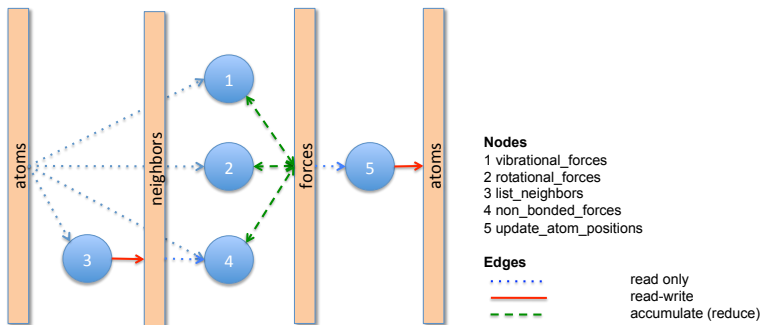 atoms
neighbors
forces
atoms
1
2
3
4
5
Nodes
1 vibrational_forces
2 rotational_forces
3 list_neighbors
4 non_bonded_forces
5 update_atom_positions
Edges
read only
read-write
accumulate (reduce)